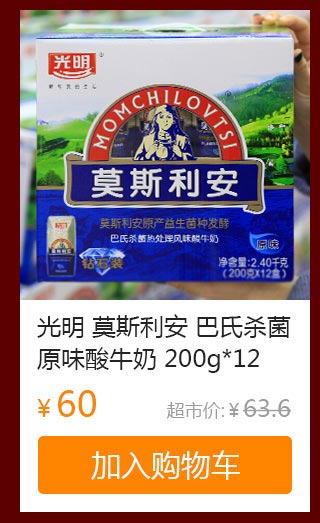 光明
MOMCHILOVTSI
莫斯利安
莫斯利安原产益生菌种发酵
巴氏杀菌热处理风味酸牛奶
原味
钻石装
净含量:2.40千克
(200克X12盒)
光明 莫斯利安 巴氏杀菌
原味酸牛奶 200g*12
¥60
超市价:¥63.6
加入购物车